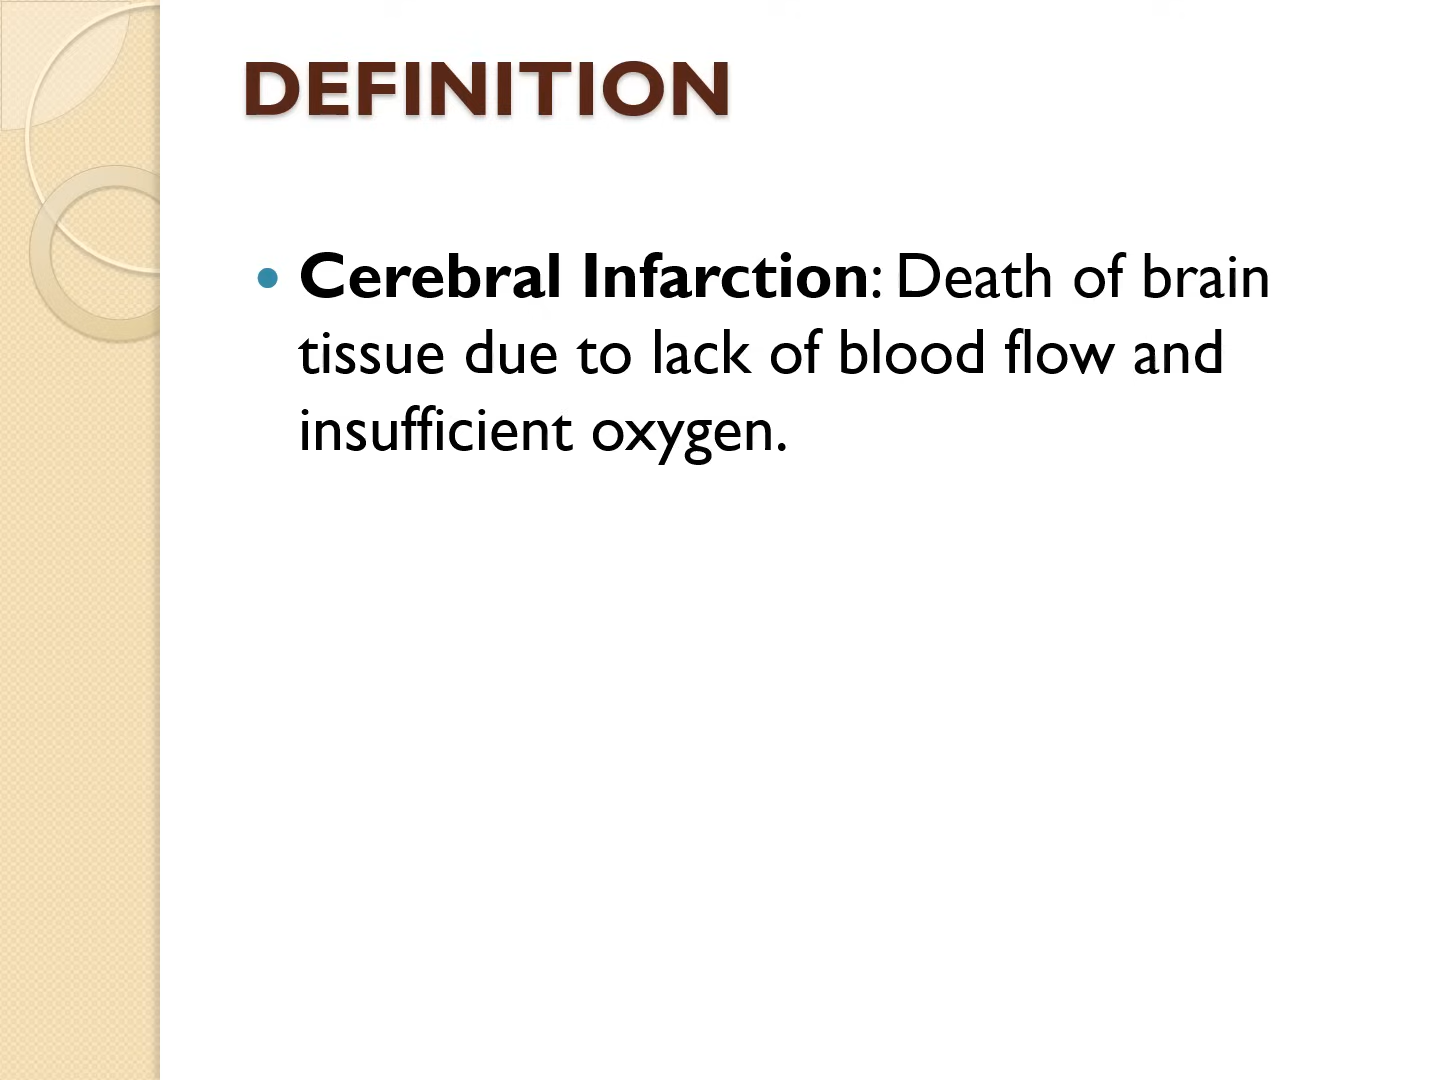 DEFINITION
• Cerebral Infarction: Death of brain
tissue due to lack of blood flow and
insufficient oxygen.